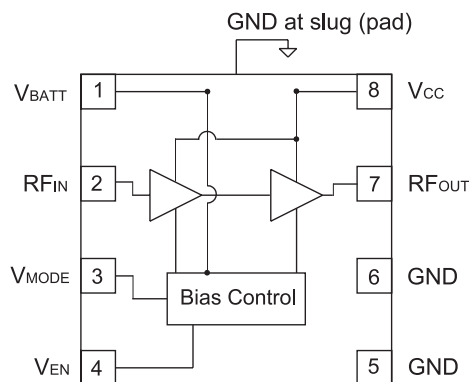 GND at slug (pad)
VBATT 1
8 VCC
RFIN 2
7 RFOUT
VMODE 3
6 GND
Bias Control
VEN 4
5 GND